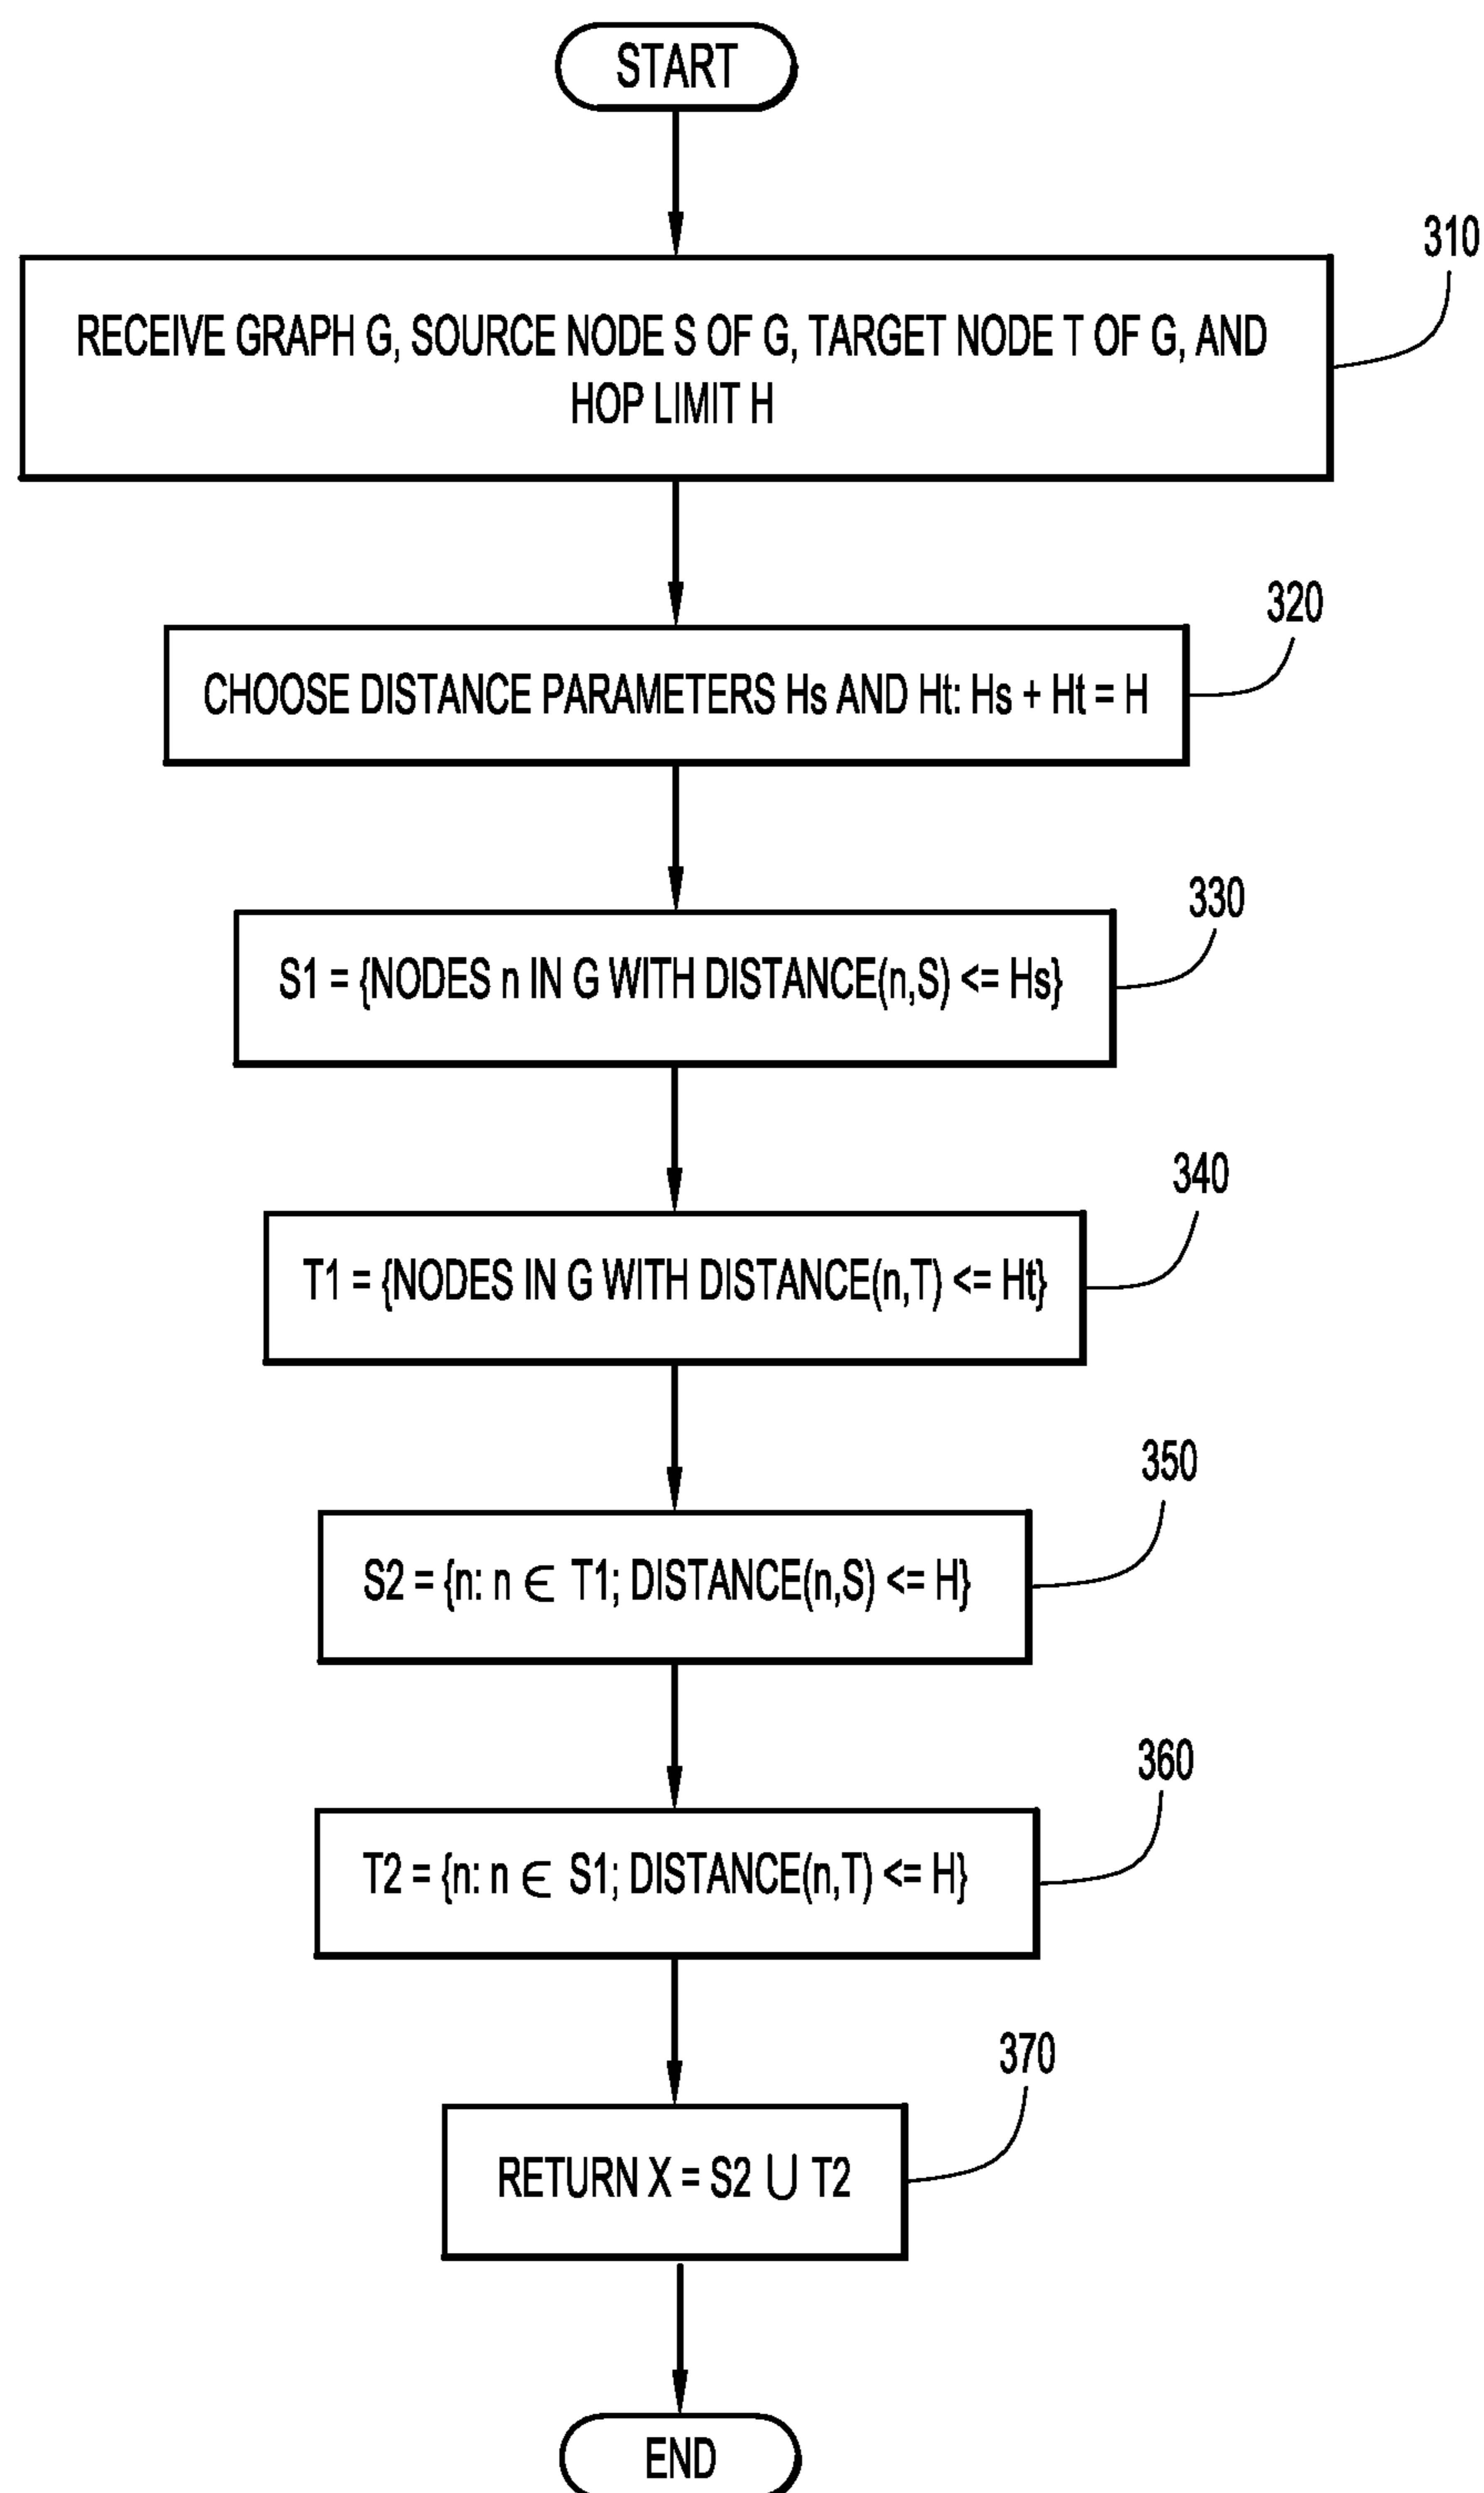 START
310
RECEIVE GRAPH G, SOURCE NODE S OF G, TARGET NODE T OF G, AND
HOP LIMIT H
320
CHOOSE DISTANCE PARAMETERS Hs AND Ht: Hs + Ht = H
330
S1 = {NODES n IN G WITH DISTANCE(n,S) <= Hs}
340
T1 = {NODES IN G WITH DISTANCE(n,T) <= Ht}
350
S2 = {n: n ∈ T1; DISTANCE(n,S) <= H}
360
T2 = {n: n ∈ S1; DISTANCE(n,T) <= H}
370
RETURN X = S2 ∪ T2
END